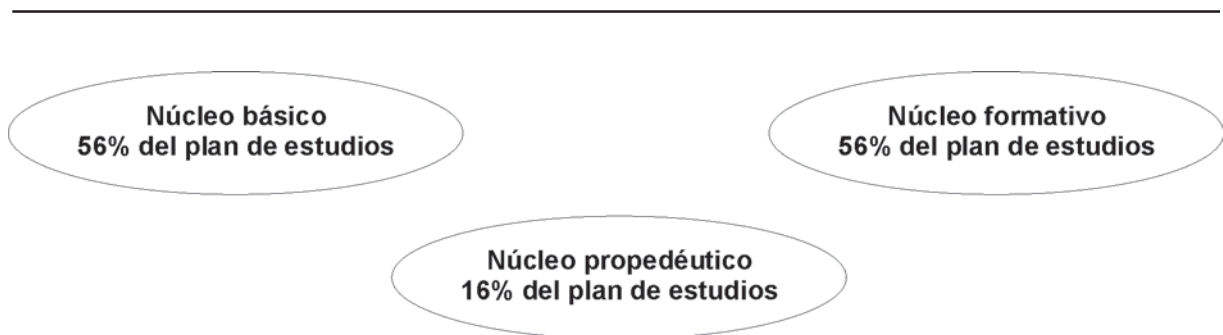 Núcleo básico
56% del plan de estudios
Núcleo formativo
56% del plan de estudios
Núcleo propedéutico
16% del plan de estudios